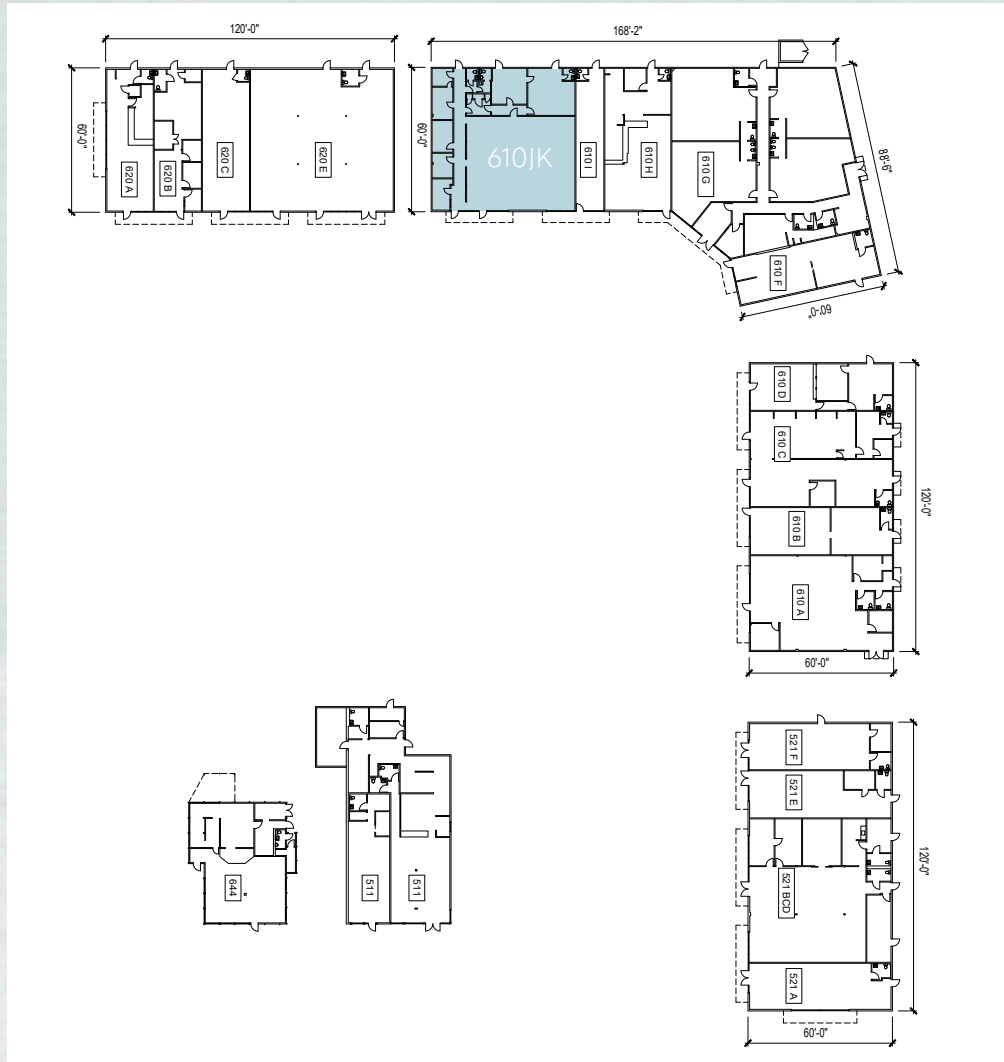 120'-0"
168'-2"
60'-0"
60'-0"
88'-6"
620 A
620 B
620 C
620 E
610JK
610 I
610 H
610 G
610 F
60'-0"
610 D
610 C
610 B
610 A
120'-0"
60'-0"
521 F
521 E
521 BCD
521 A
120'-0"
60'-0"
644
511
511